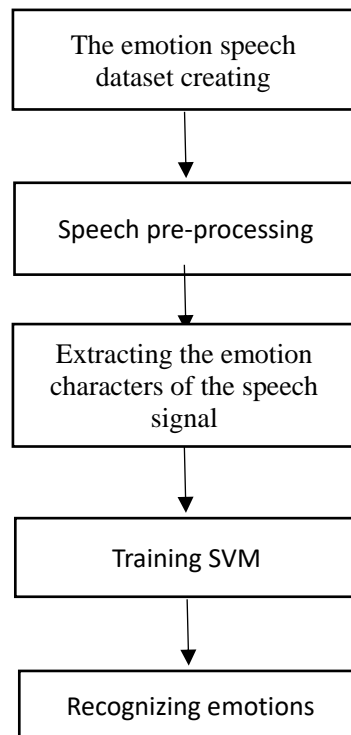 The emotion speech
dataset creating
Speech pre-processing
Extracting the emotion
characters of the speech
signal
Training SVM
Recognizing emotions